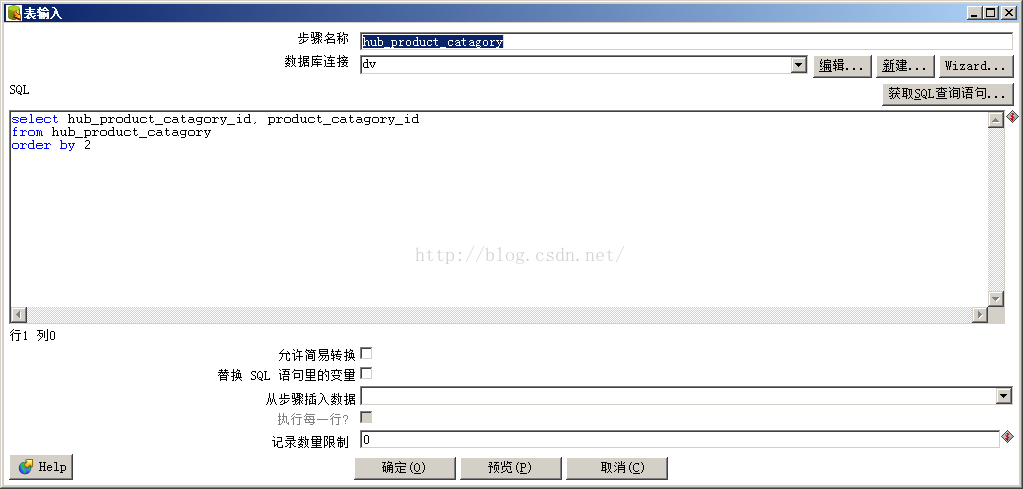 表输入
步骤名称 hub_product_catagory
数据库连接 dv 编辑... 新建... Wizard...
SQL 获取SQL查询语句...
select hub_product_catagory_id, product_catagory_id
from hub_product_catagory
order by 2
http://blog.csdn.net/
行1 列0
允许简易转换
替换 SQL 语句里的变量
从步骤插入数据
执行每一行?
记录数量限制 0
Help 确定(O) 预览(P) 取消(C)